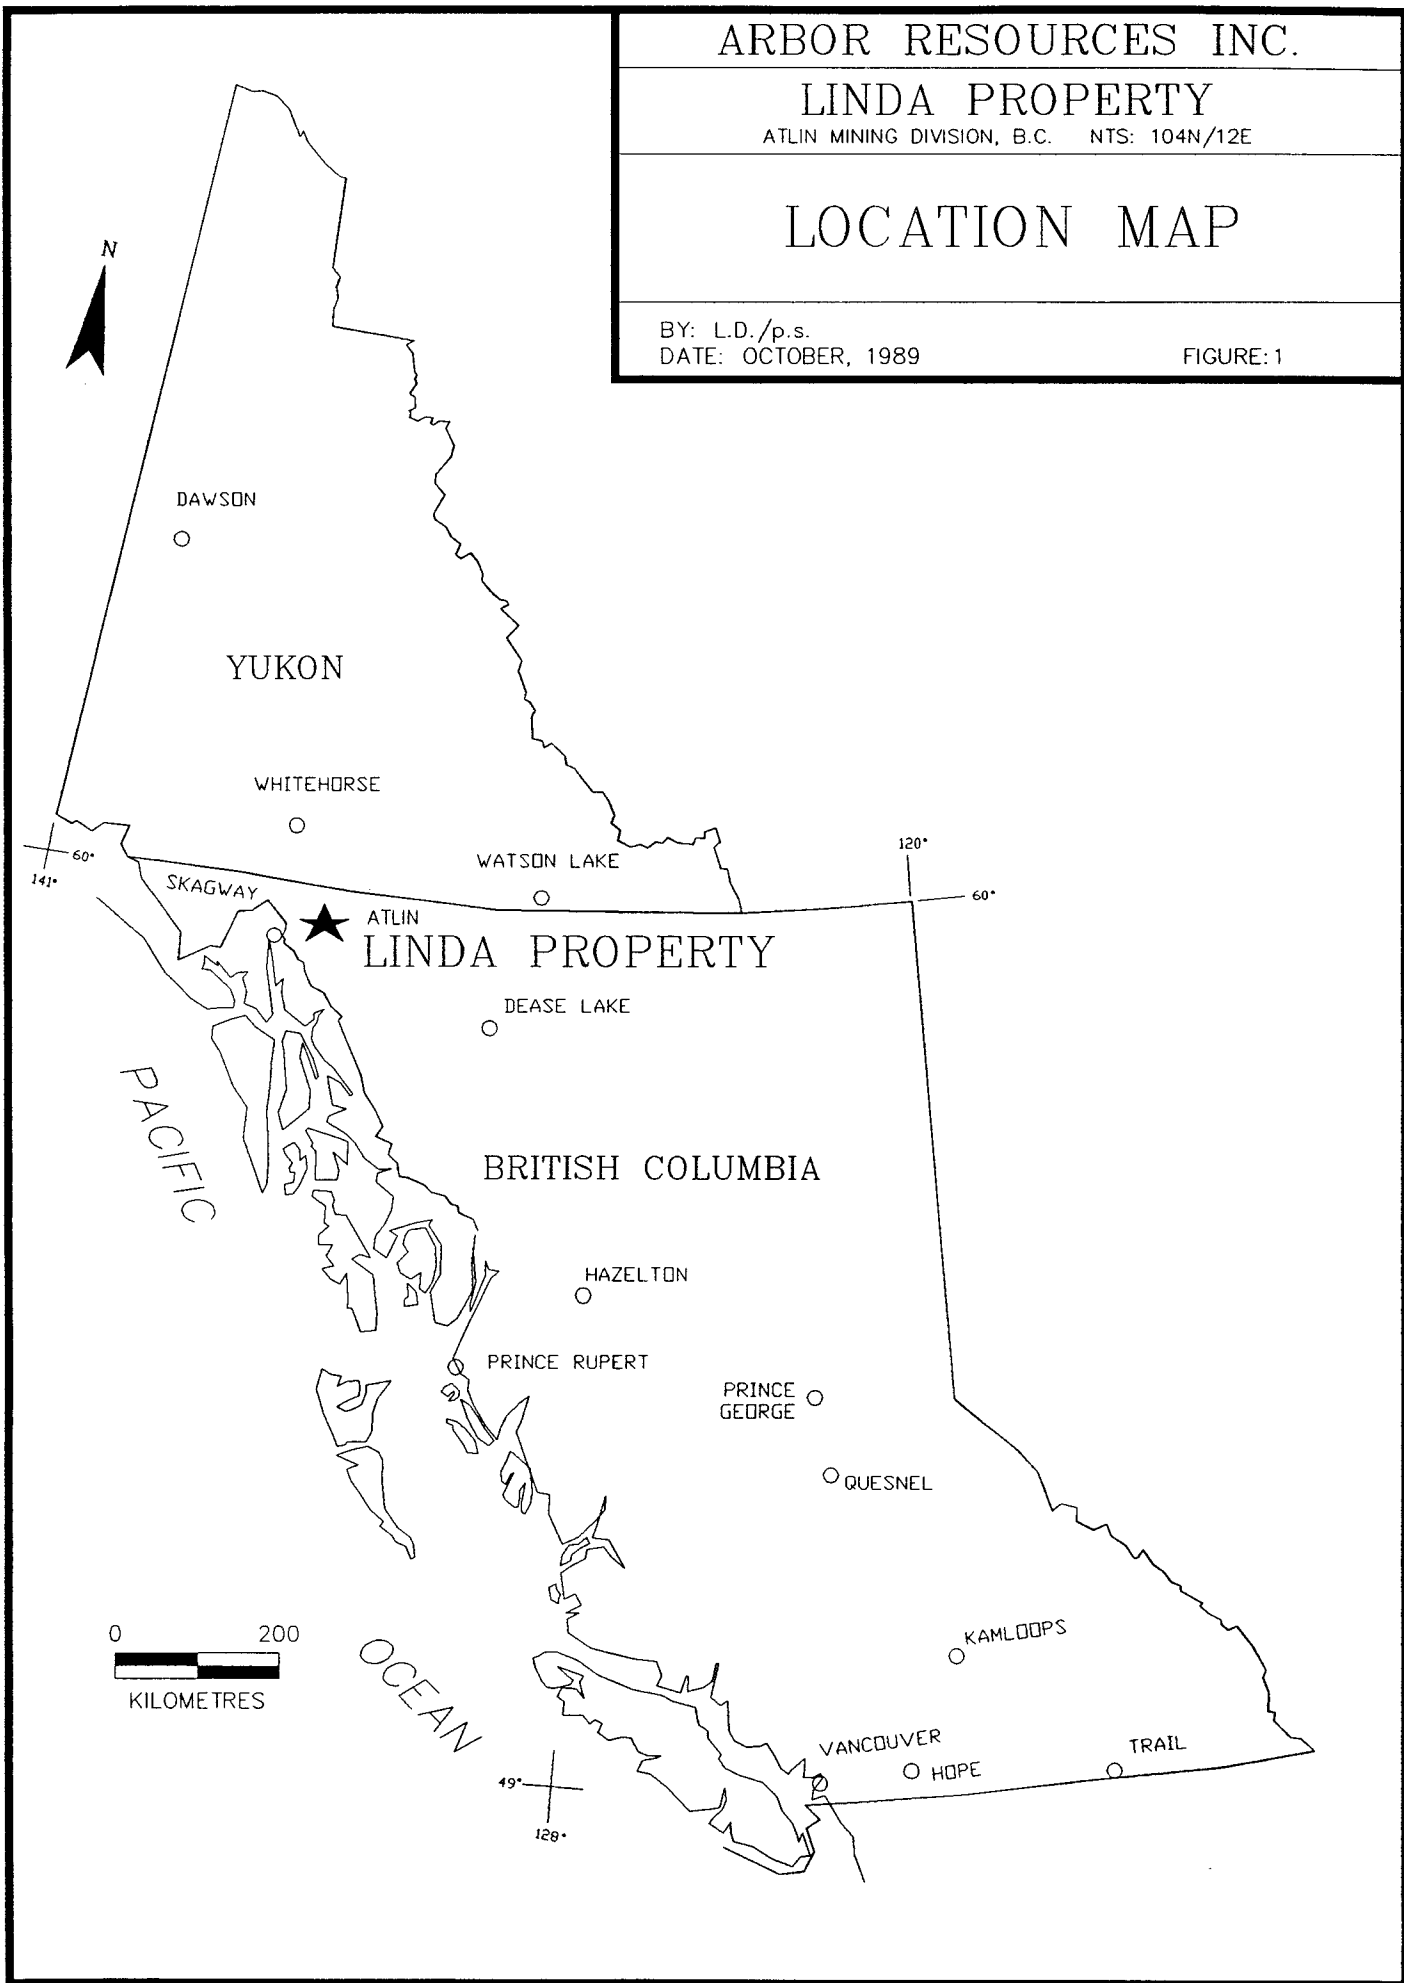 ARBOR RESOURCES INC.
LINDA PROPERTY
ATLIN MINING DIVISION, B.C. NTS: 104N/12E
LOCATION MAP
BY: L.D./p.s.
DATE: OCTOBER, 1989
FIGURE: 1
N
DAWSON
YUKON
WHITEHORSE
60°
141°
WATSON LAKE
120°
60°
SKAGWAY
ATLIN
LINDA PROPERTY
DEASE LAKE
PACIFIC
BRITISH COLUMBIA
HAZELTON
PRINCE RUPERT
PRINCE
GEORGE
QUESNEL
KAMLOOPS
0 200
KILOMETRES
OCEAN
VANCOUVER
HOPE
TRAIL
49°
128°